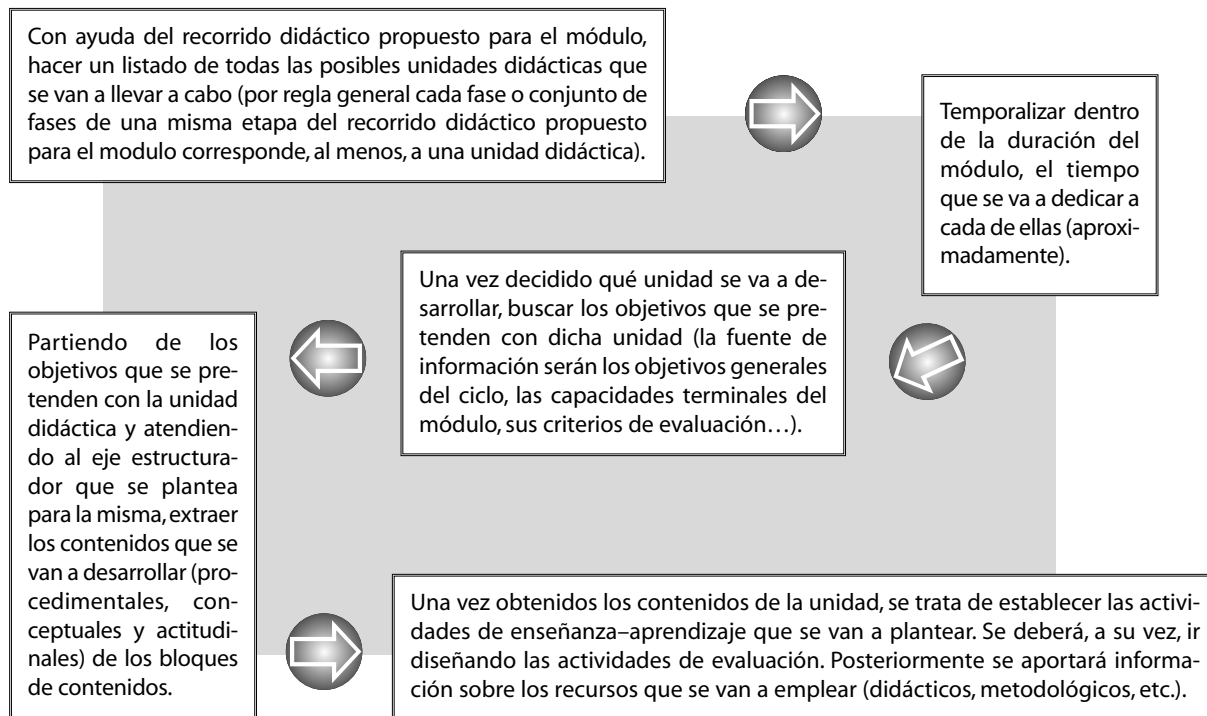 Con ayuda del recorrido didáctico propuesto para el módulo,
hacer un listado de todas las posibles unidades didácticas que
se van a llevar a cabo (por regla general cada fase o conjunto de
fases de una misma etapa del recorrido didáctico propuesto
para el modulo corresponde, al menos, a una unidad didáctica).
Temporalizar dentro
de la duración del
módulo, el tiempo
que se va a dedicar a
cada de ellas (aproxi-
madamente).
Una vez decidido qué unidad se va a de-
sarrollar, buscar los objetivos que se pre-
tenden con dicha unidad (la fuente de
información serán los objetivos generales
del ciclo, las capacidades terminales del
módulo, sus criterios de evaluación…).
Partiendo de los
objetivos que se pre-
tenden con la unidad
didáctica y atendien-
do al eje estructura-
dor que se plantea
para la misma, extraer
los contenidos que se
van a desarrollar (pro-
cedimentales, con-
ceptuales y actitudi-
nales) de los bloques
de contenidos.
Una vez obtenidos los contenidos de la unidad, se trata de establecer las activi-
dades de enseñanza–aprendizaje que se van a plantear. Se deberá, a su vez, ir
diseñando las actividades de evaluación. Posteriormente se aportará informa-
ción sobre los recursos que se van a emplear (didácticos, metodológicos, etc.).